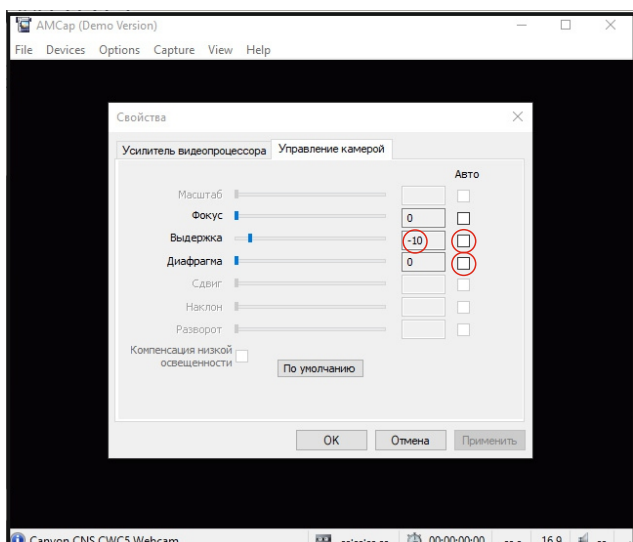 AMCap (Demo Version)
File Devices Options Capture View Help
Свойства
Усилитель видеопроцессора Управление камерой
Авто
Масштаб
Фокус 0
Выдержка -10
Диафрагма 0
Сдвиг
Наклон
Разворот
Компенсация низкой
освещенности
По умолчанию
OK Отмена Применить
Canyon CNS CWC5 Webcam 00:00:00:00 16.9